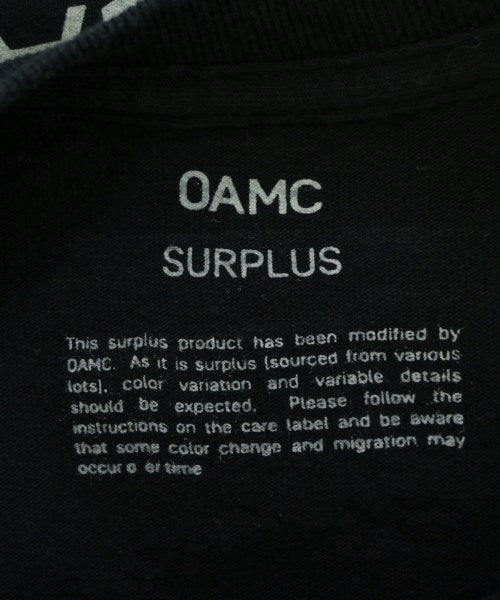 OAMC
SURPLUS
This surplus product has been modified by
OAMC. As it is surplus (sourced from various
lots), color variation and variable details
should be expected. Please follow the
instructions on the care label and be aware
that some color change and migration may
occur o er time